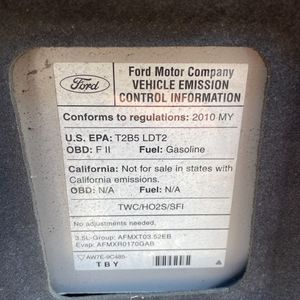 Ford
Ford Motor Company
VEHICLE EMISSION
CONTROL INFORMATION
Conforms to regulations: 2010 MY
U.S. EPA: T2B5 LDT2
OBD: F II Fuel: Gasoline
California: Not for sale in states with
California emissions.
OBD: N/A Fuel: N/A
TWC/HO2S/SFI
No adjustments needed.
3.5L-Group: AFMXT03.52EB
Evap: AFMXR0170GAB
AW7E-9C485-
TBY